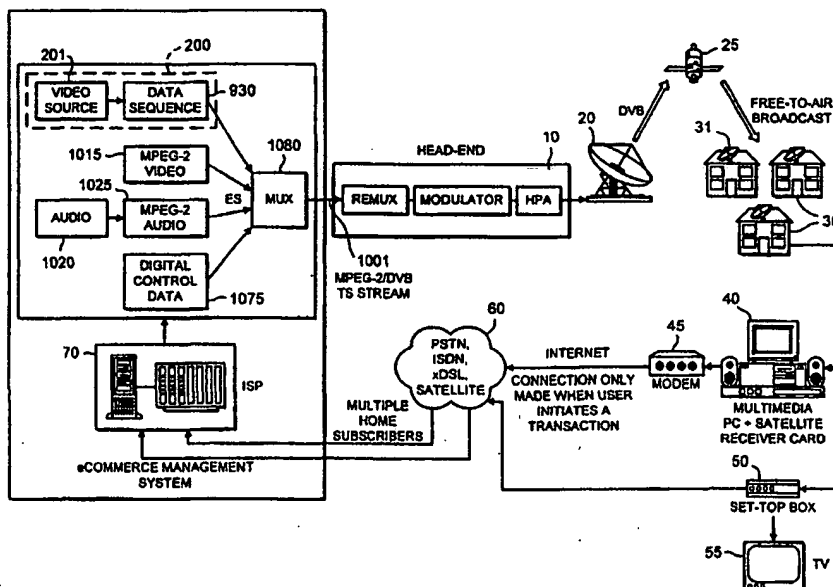 201
200
VIDEO
SOURCE
DATA
SEQUENCE
930
1015
MPEG-2
VIDEO
1080
1025
AUDIO
MPEG-2
AUDIO
ES
MUX
1020
DIGITAL
CONTROL
DATA
1075
HEAD-END
10
REMUX
MODULATOR
HPA
1001
MPEG-2/DVB
TS STREAM
20
DVB
25
FREE-TO-AIR
BROADCAST
31
30
70
ISP
eCOMMERCE MANAGEMENT
SYSTEM
60
PSTN,
ISDN,
xDSL,
SATELLITE
MULTIPLE
HOME
SUBSCRIBERS
INTERNET
CONNECTION ONLY
MADE WHEN USER
INITIATES A
TRANSACTION
45
MODEM
40
MULTIMEDIA
PC + SATELLITE
RECEIVER CARD
50
SET-TOP BOX
55
TV